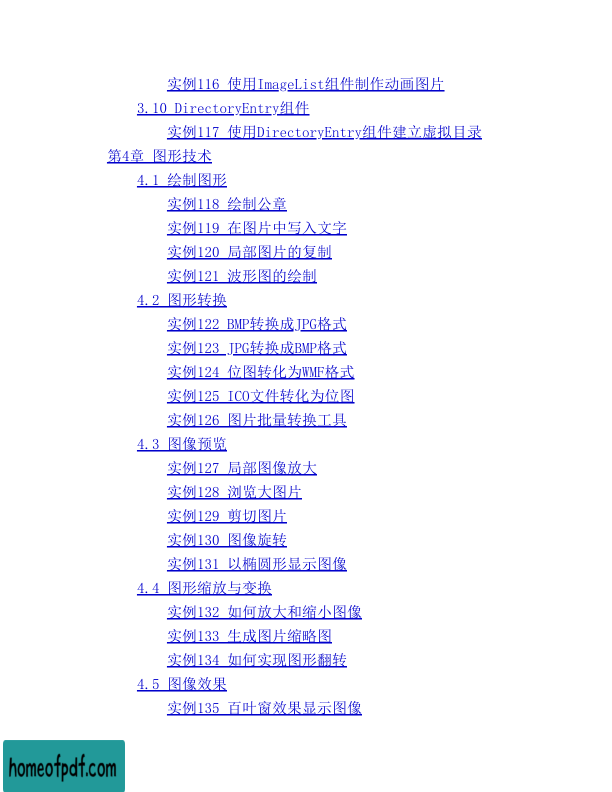 实例116 使用ImageList组件制作动画图片
3.10 DirectoryEntry组件
实例117 使用DirectoryEntry组件建立虚拟目录
第4章 图形技术
4.1 绘制图形
实例118 绘制公章
实例119 在图片中写入文字
实例120 局部图片的复制
实例121 波形图的绘制
4.2 图形转换
实例122 BMP转换成JPG格式
实例123 JPG转换成BMP格式
实例124 位图转化为WMF格式
实例125 ICO文件转化为位图
实例126 图片批量转换工具
4.3 图像预览
实例127 局部图像放大
实例128 浏览大图片
实例129 剪切图片
实例130 图像旋转
实例131 以椭圆形显示图像
4.4 图形缩放与变换
实例132 如何放大和缩小图像
实例133 生成图片缩略图
实例134 如何实现图形翻转
4.5 图像效果
实例135 百叶窗效果显示图像
homeofpdf.com